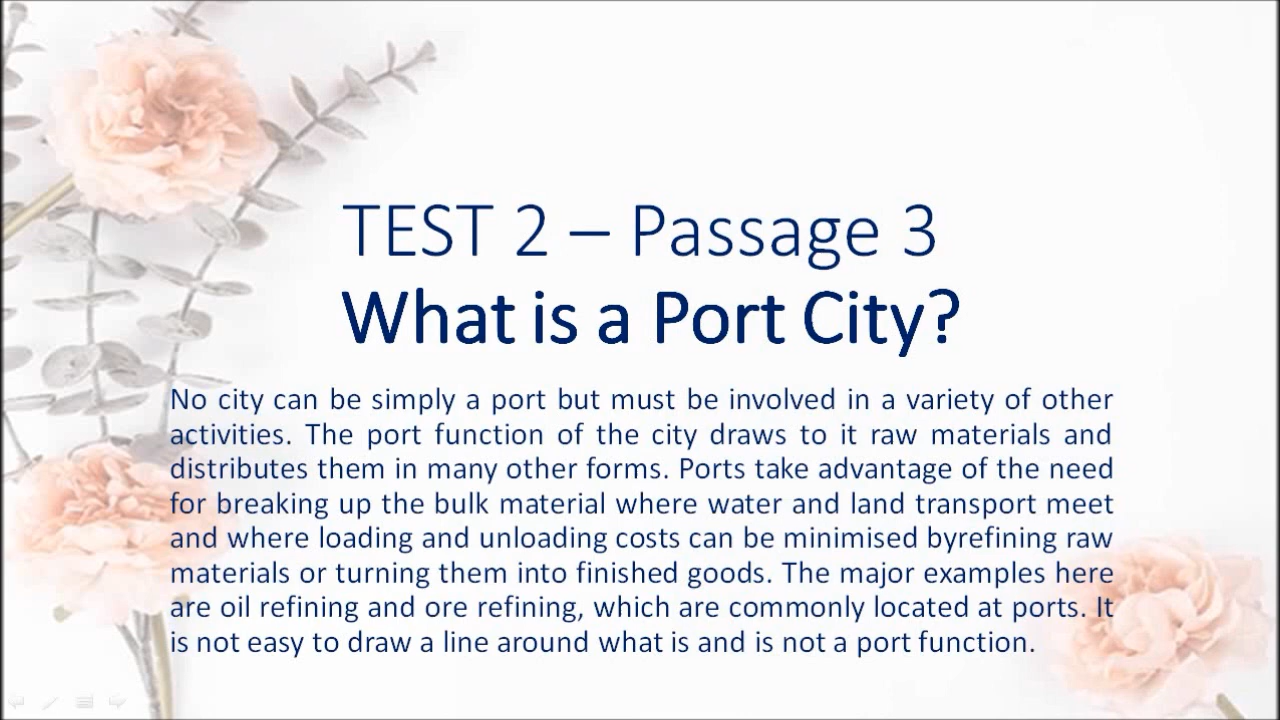 TEST 2 – Passage 3
What is a Port City?
No city can be simply a port but must be involved in a variety of other
activities. The port function of the city draws to it raw materials and
distributes them in many other forms. Ports take advantage of the need
for breaking up the bulk material where water and land transport meet
and where loading and unloading costs can be minimised byrefining raw
materials or turning them into finished goods. The major examples here
are oil refining and ore refining, which are commonly located at ports. It
is not easy to draw a line around what is and is not a port function.